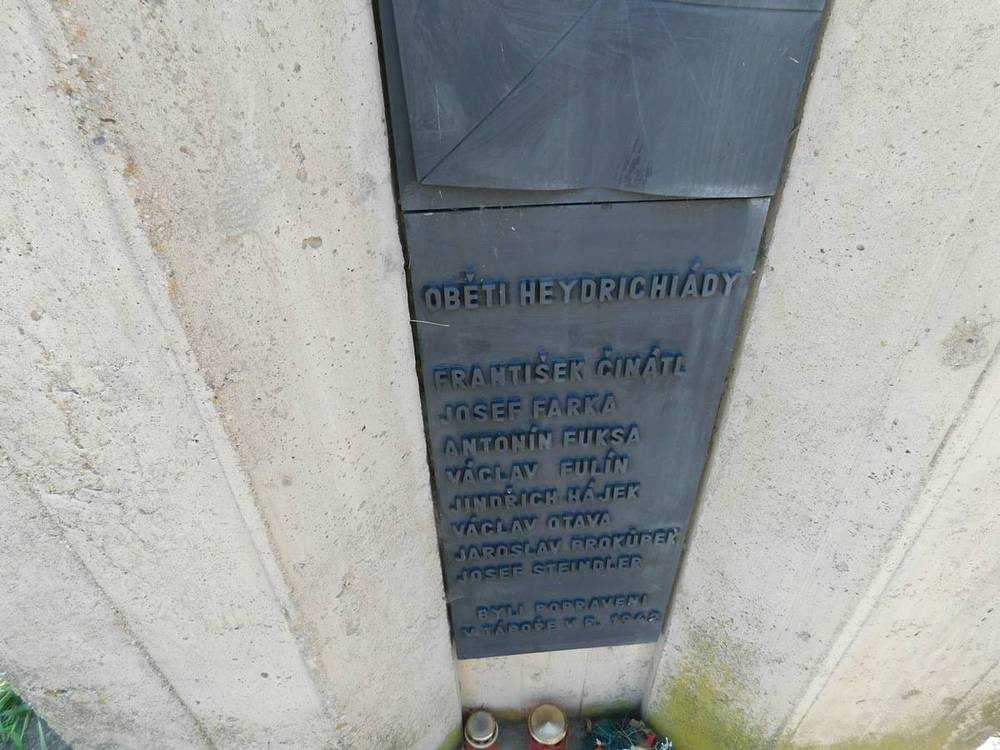 OBĚTI HEYDRICHIÁDY
FRANTIŠEK ČINÁTL
JOSEF FARKA
ANTONÍN FUKSA
VÁCLAV FULÍN
JINDŘICH HÁJEK
VÁCLAV OTAVA
JAROSLAV PROKŮPEK
JOSEF STEINDLER
BYLI POPRAVENI
V TÁBOŘE V R. 1942